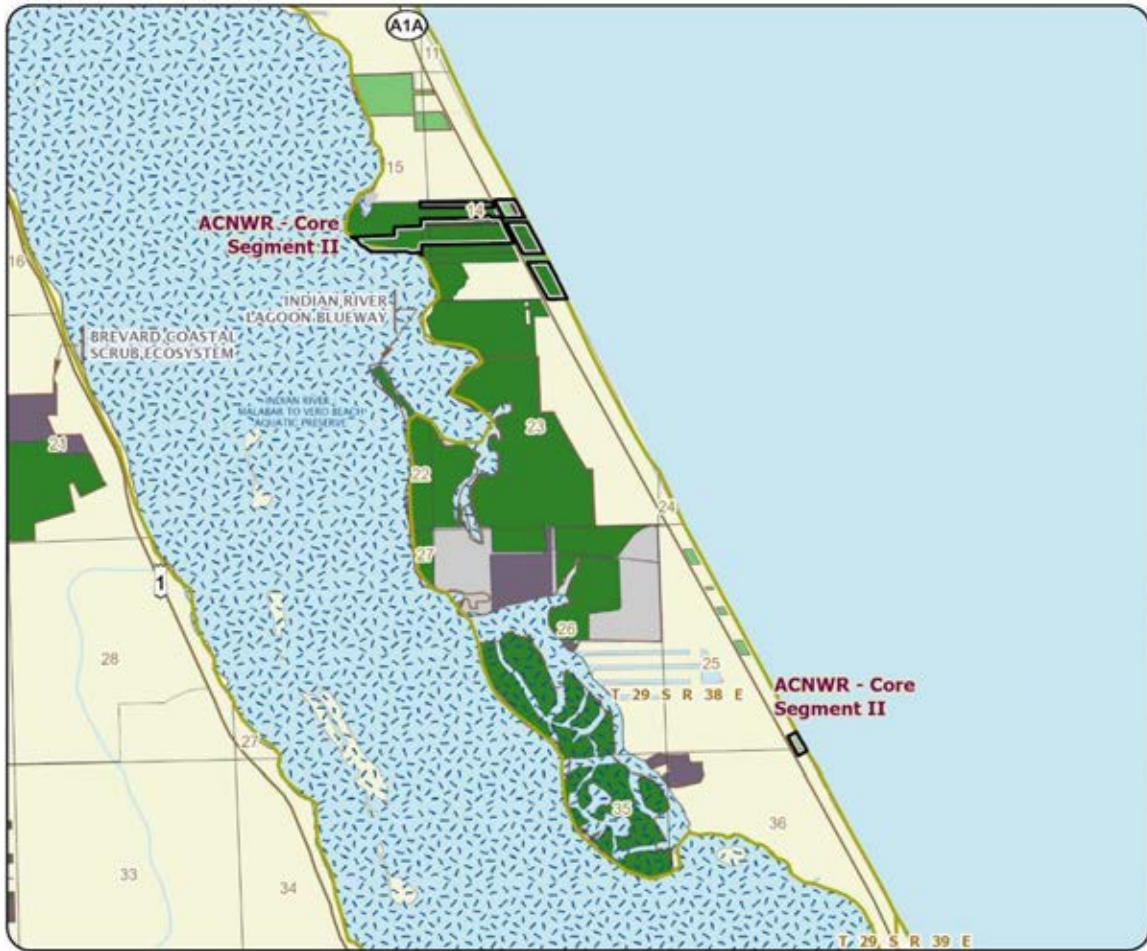 A1A
11
15
14
ACNWR - Core
Segment II
16
INDIAN RIVER
LAGOON BLUEWAY
i
BREVARD COASTAL
SCRUB ECOSYSTEM
INDIAN RIVER
MALABAR TO VERO BEACH
AQUATIC PRESERVE
21
23
22
24
27
1
26
28
25
T 29 S R 38 E
ACNWR - Core
Segment II
27
35
36
33
34
T 29 S R 39 E